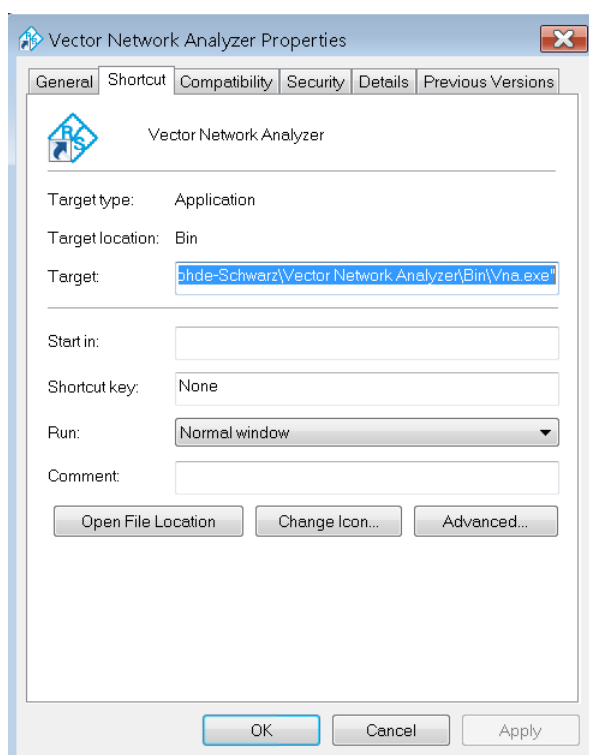 Vector Network Analyzer Properties
General Shortcut Compatibility Security Details Previous Versions
R S
Vector Network Analyzer
Target type: Application
Target location: Bin
Target: ohde-Schwarz\Vector Network Analyzer\Bin\Vna.exe"
Start in:
Shortcut key: None
Run: Normal window
Comment:
Open File Location Change Icon... Advanced...
OK Cancel Apply